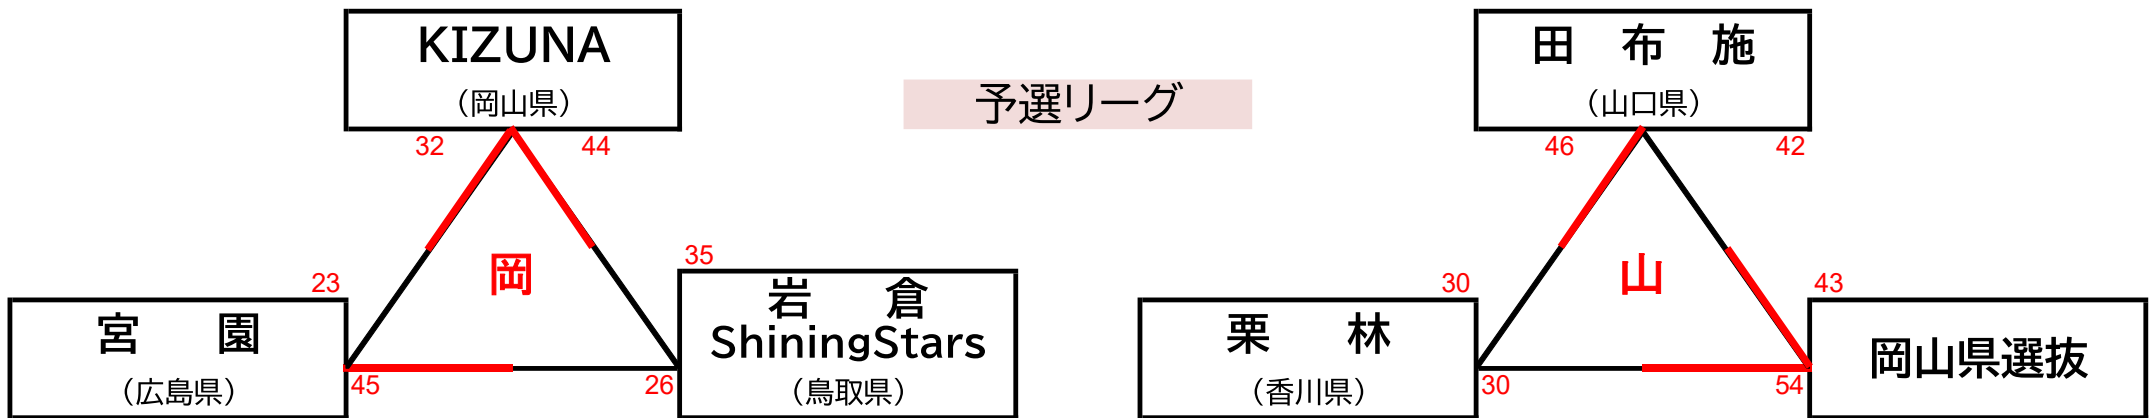 KIZUNA
（岡山県）
32
44
予選リーグ
田　布　施
（山口県）
46
42
岡
23
宮　園
（広島県）
45
26
35
岩　倉
ShiningStars
（鳥取県）
山
30
栗　林
（香川県）
30
54
43
岡山県選抜